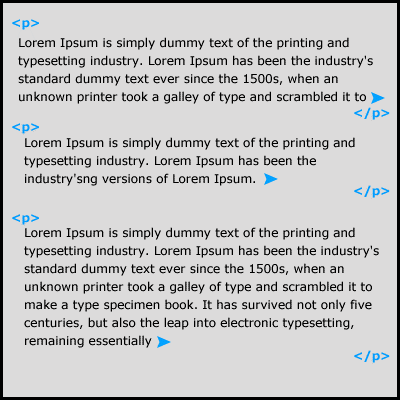 <p>
Lorem Ipsum is simply dummy text of the printing and
typesetting industry. Lorem Ipsum has been the industry's
standard dummy text ever since the 1500s, when an
unknown printer took a galley of type and scrambled it to
</p>
<p>
Lorem Ipsum is simply dummy text of the printing and
typesetting industry. Lorem Ipsum has been the
industry'sng versions of Lorem Ipsum.
</p>
<p>
Lorem Ipsum is simply dummy text of the printing and
typesetting industry. Lorem Ipsum has been the industry's
standard dummy text ever since the 1500s, when an
unknown printer took a galley of type and scrambled it to
make a type specimen book. It has survived not only five
centuries, but also the leap into electronic typesetting,
remaining essentially
</p>